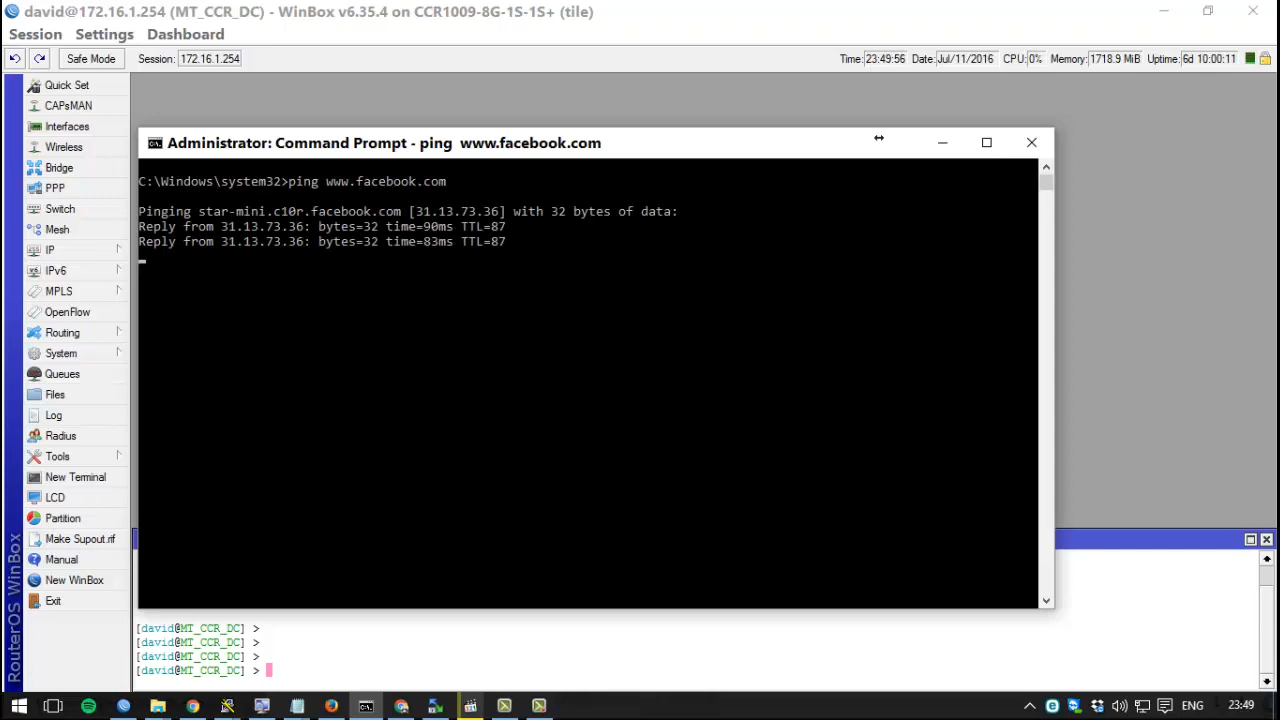 david@172.16.1.254 (MT_CCR_DC) - WinBox v6.35.4 on CCR1009-8G-1S-1S+ (tile)
Session Settings Dashboard
Safe Mode Session: 172.16.1.254 Time: 23:49:56 Date: Jul/11/2016 CPU: 0% Memory: 1718.9 MiB Uptime: 6d 10:00:11
Quick Set
CAPsMAN
Interfaces
Wireless
Bridge
PPP
Switch
Mesh
IP
IPv6
MPLS
OpenFlow
Routing
System
Queues
Files
Log
Radius
Tools
New Terminal
LCD
Partition
Make Supout.rif
Manual
New WinBox
Exit
RouterOS WinBox
Administrator: Command Prompt - ping www.facebook.com
C:\Windows\system32>ping www.facebook.com
Pinging star-mini.c10r.facebook.com [31.13.73.36] with 32 bytes of data:
Reply from 31.13.73.36: bytes=32 time=90ms TTL=87
Reply from 31.13.73.36: bytes=32 time=83ms TTL=87
[david@MT_CCR_DC] >
[david@MT_CCR_DC] >
[david@MT_CCR_DC] >
[david@MT_CCR_DC] >
ENG 23:49